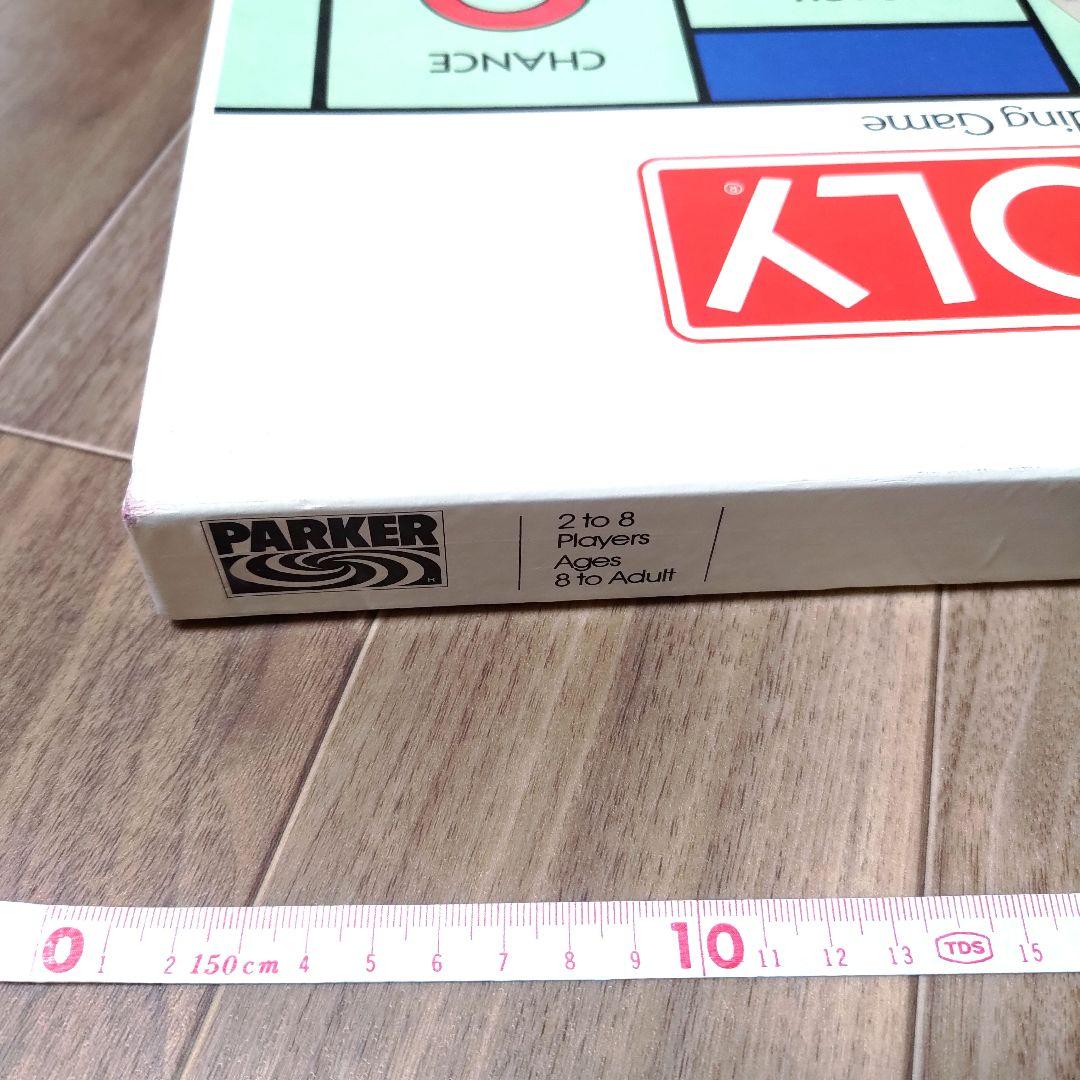 CHANCE
ding Game
OLY®
PARKER
2 to 8
Players
Ages
8 to Adult
0 1 2 150cm 4 5 6 7 8 9 10 11 12 13 TDS 15